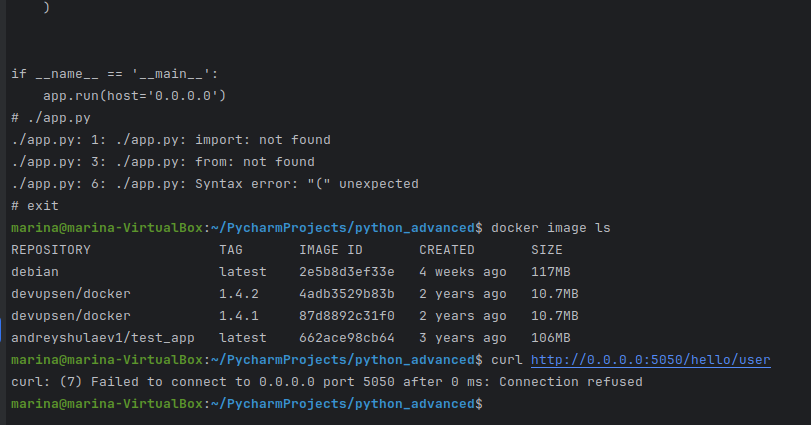 )
if __name__ == '__main__':
    app.run(host='0.0.0.0')
# ./app.py
./app.py: 1: ./app.py: import: not found
./app.py: 3: ./app.py: from: not found
./app.py: 6: ./app.py: Syntax error: "(" unexpected
# exit
marina@marina-VirtualBox:~/PycharmProjects/python_advanced$ docker image ls
REPOSITORY                TAG       IMAGE ID       CREATED       SIZE
debian                    latest    2e5b8d3ef33e   4 weeks ago   117MB
devupsen/docker           1.4.2     4adb3529b83b   2 years ago   10.7MB
devupsen/docker           1.4.1     87d8892c31f0   2 years ago   10.7MB
andreyshulaev1/test_app   latest    662ace98cb64   3 years ago   106MB
marina@marina-VirtualBox:~/PycharmProjects/python_advanced$ curl http://0.0.0.0:5050/hello/user
curl: (7) Failed to connect to 0.0.0.0 port 5050 after 0 ms: Connection refused
marina@marina-VirtualBox:~/PycharmProjects/python_advanced$